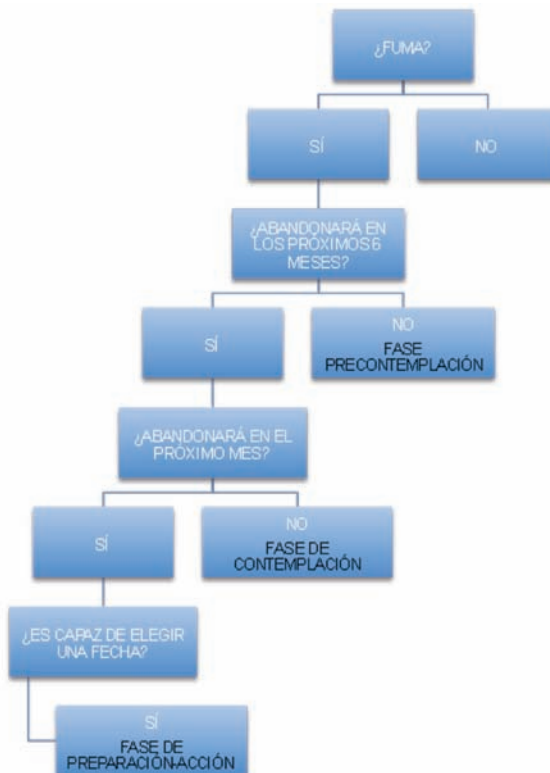 ¿FUMA?
SÍ
NO
¿ABANDONARÁ EN
LOS PRÓXIMOS 6
MESES?
SÍ
NO
FASE
PRECONTEMPLACIÓN
¿ABANDONARÁ EN EL
PRÓXIMO MES?
SÍ
NO
FASE DE
CONTEMPLACIÓN
¿ES CAPAZ DE ELEGIR
UNA FECHA?
SÍ
FASE DE
PREPARACIÓN-ACCIÓN